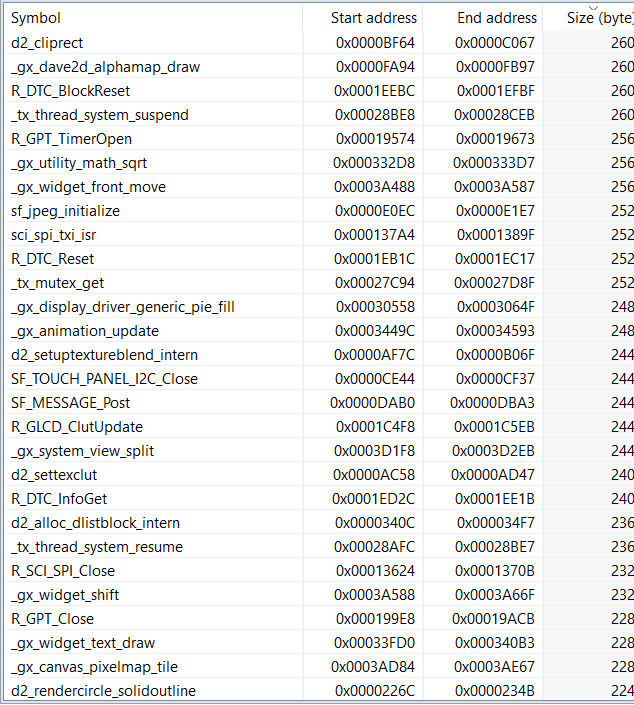 Symbol Start address End address Size (byte)
d2_cliprect 0x0000BF64 0x0000C067 260
_gx_dave2d_alphamap_draw 0x0000FA94 0x0000FB97 260
R_DTC_BlockReset 0x0001EEBC 0x0001EFBF 260
_tx_thread_system_suspend 0x00028BE8 0x00028CEB 260
R_GPT_TimerOpen 0x00019574 0x00019673 256
_gx_utility_math_sqrt 0x000332D8 0x000333D7 256
_gx_widget_front_move 0x0003A488 0x0003A587 256
sf_jpeg_initialize 0x0000E0EC 0x0000E1E7 252
sci_spi_txi_isr 0x000137A4 0x0001389F 252
R_DTC_Reset 0x0001EB1C 0x0001EC17 252
_tx_mutex_get 0x00027C94 0x00027D8F 252
_gx_display_driver_generic_pie_fill 0x00030558 0x0003064F 248
_gx_animation_update 0x0003449C 0x00034593 248
d2_setuptextureblend_intern 0x0000AF7C 0x0000B06F 244
SF_TOUCH_PANEL_I2C_Close 0x0000CE44 0x0000CF37 244
SF_MESSAGE_Post 0x0000DAB0 0x0000DBA3 244
R_GLCD_ClutUpdate 0x0001C4F8 0x0001C5EB 244
_gx_system_view_split 0x0003D1F8 0x0003D2EB 244
d2_settexclut 0x0000AC58 0x0000AD47 240
R_DTC_InfoGet 0x0001ED2C 0x0001EE1B 240
d2_alloc_dlistblock_intern 0x0000340C 0x000034F7 236
_tx_thread_system_resume 0x00028AFC 0x00028BE7 236
R_SCI_SPI_Close 0x00013624 0x0001370B 232
_gx_widget_shift 0x0003A588 0x0003A66F 232
R_GPT_Close 0x000199E8 0x00019ACB 228
_gx_widget_text_draw 0x00033FD0 0x000340B3 228
_gx_canvas_pixelmap_tile 0x0003AD84 0x0003AE67 228
d2_rendercircle_solidoutline 0x0000226C 0x0000234B 224